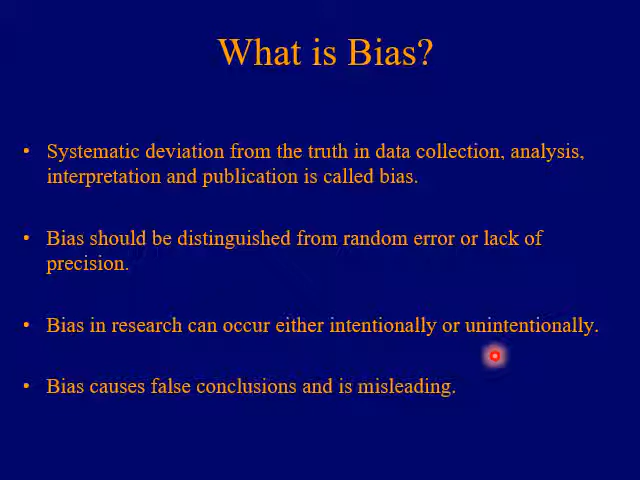 What is Bias?
• Systematic deviation from the truth in data collection, analysis,
interpretation and publication is called bias.
• Bias should be distinguished from random error or lack of
precision.
• Bias in research can occur either intentionally or unintentionally.
• Bias causes false conclusions and is misleading.